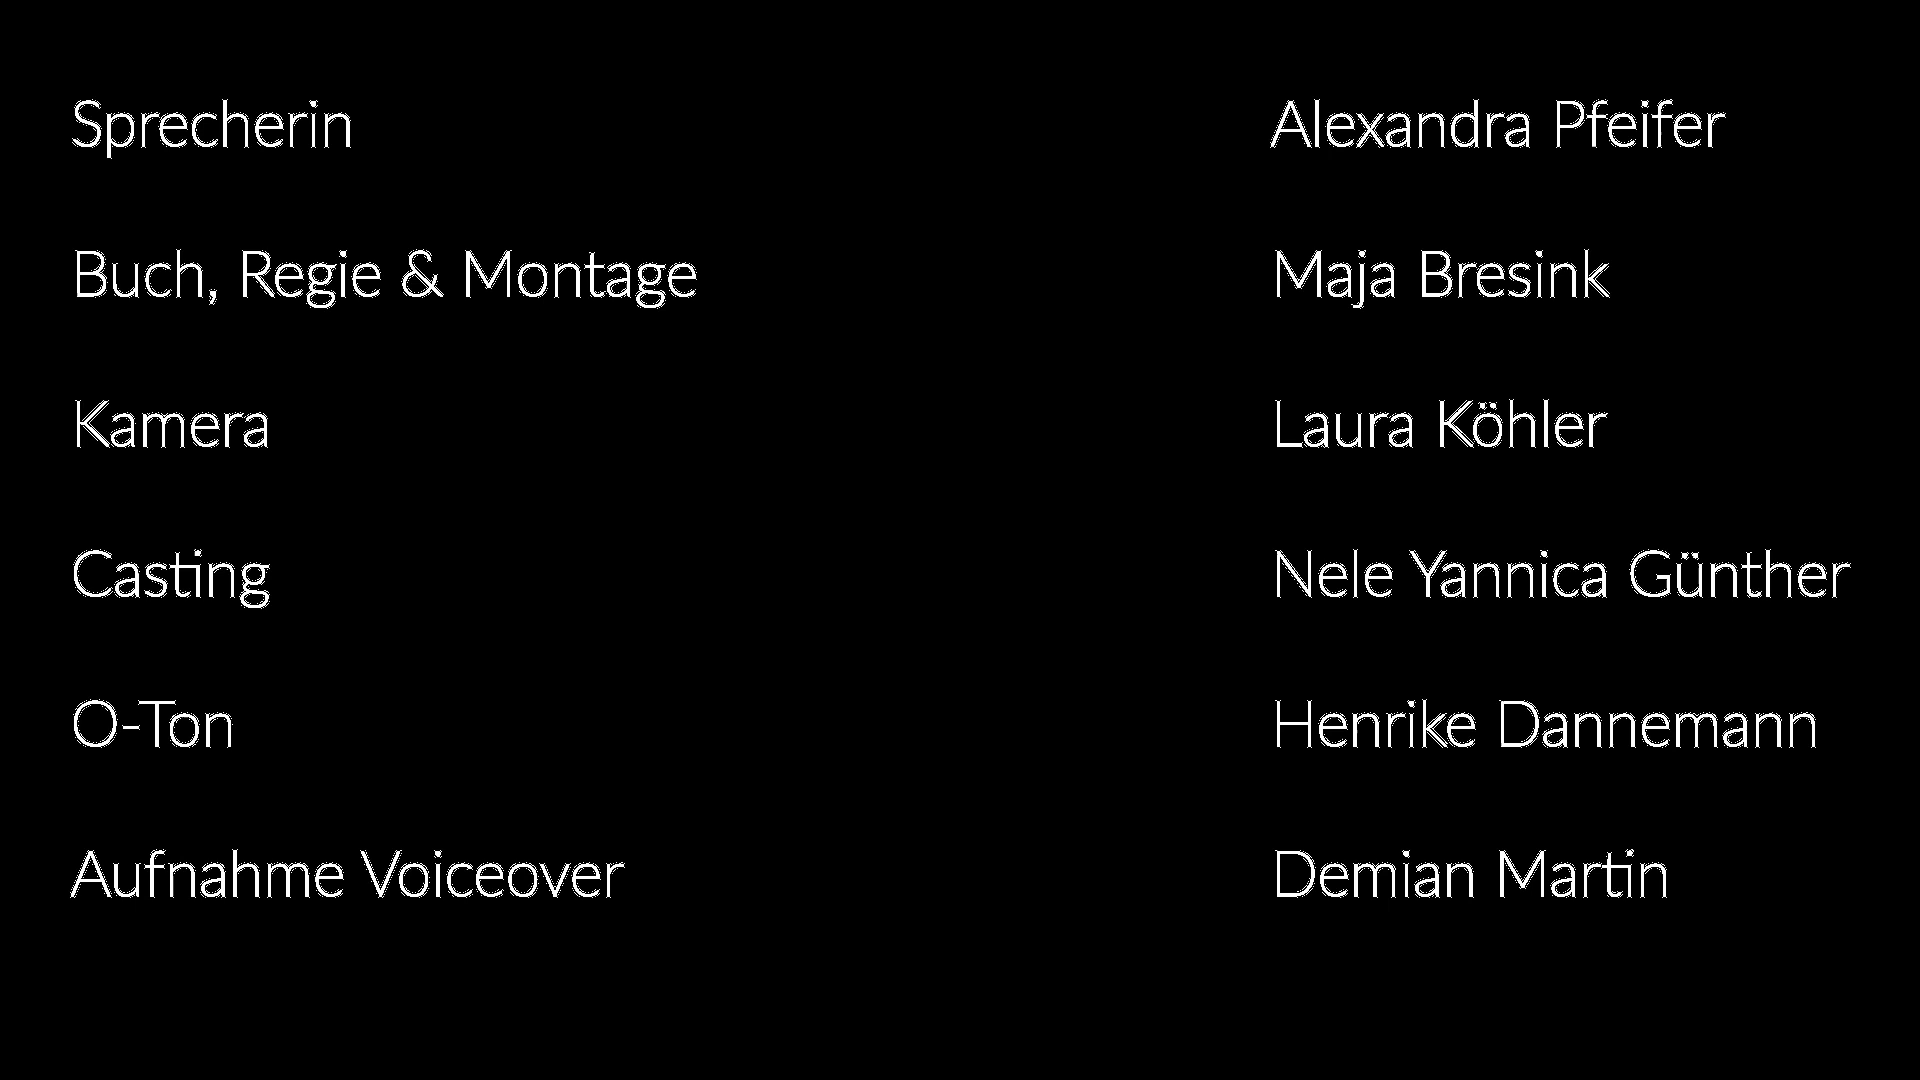 Sprecherin Alexandra Pfeifer
Buch, Regie & Montage Maja Bresink
Kamera Laura Köhler
Casting Nele Yannica Günther
O-Ton Henrike Dannemann
Aufnahme Voiceover Demian Martin